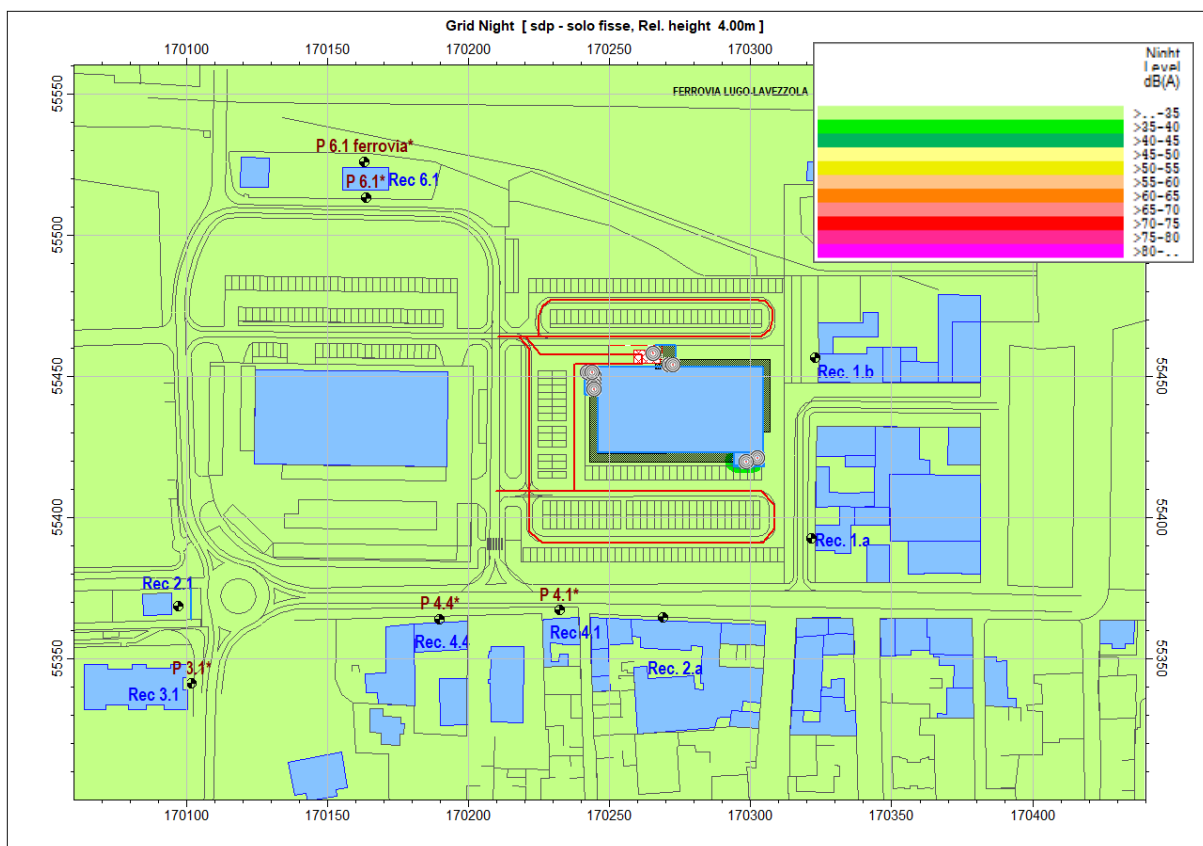 Grid Night [ sdp - solo fisse, Rel. height 4.00m ]
170100 170150 170200 170250 170300
Night
Level
dB(A)
>..-35
>35-40
>40-45
>45-50
>50-55
>55-60
>60-65
>65-70
>70-75
>75-80
>80-..
FERROVIA LUGO-LAVEZZOLA
55550
P 6.1 ferrovia*
P 6.1* Rec 6.1
55500
55450 55450
Rec. 1.b
55400 55400
Rec. 1.a
Rec 2.1
P 4.4* P 4.1*
Rec. 4.4 Rec 4.1
55350 55350
P 3.1* Rec. 2.a
Rec 3.1
170100 170150 170200 170250 170300 170350 170400